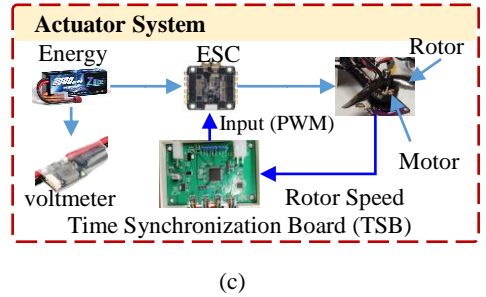 Actuator System
Energy
ESC
Rotor
Input (PWM)
Motor
voltmeter
Rotor Speed
Time Synchronization Board (TSB)
(c)